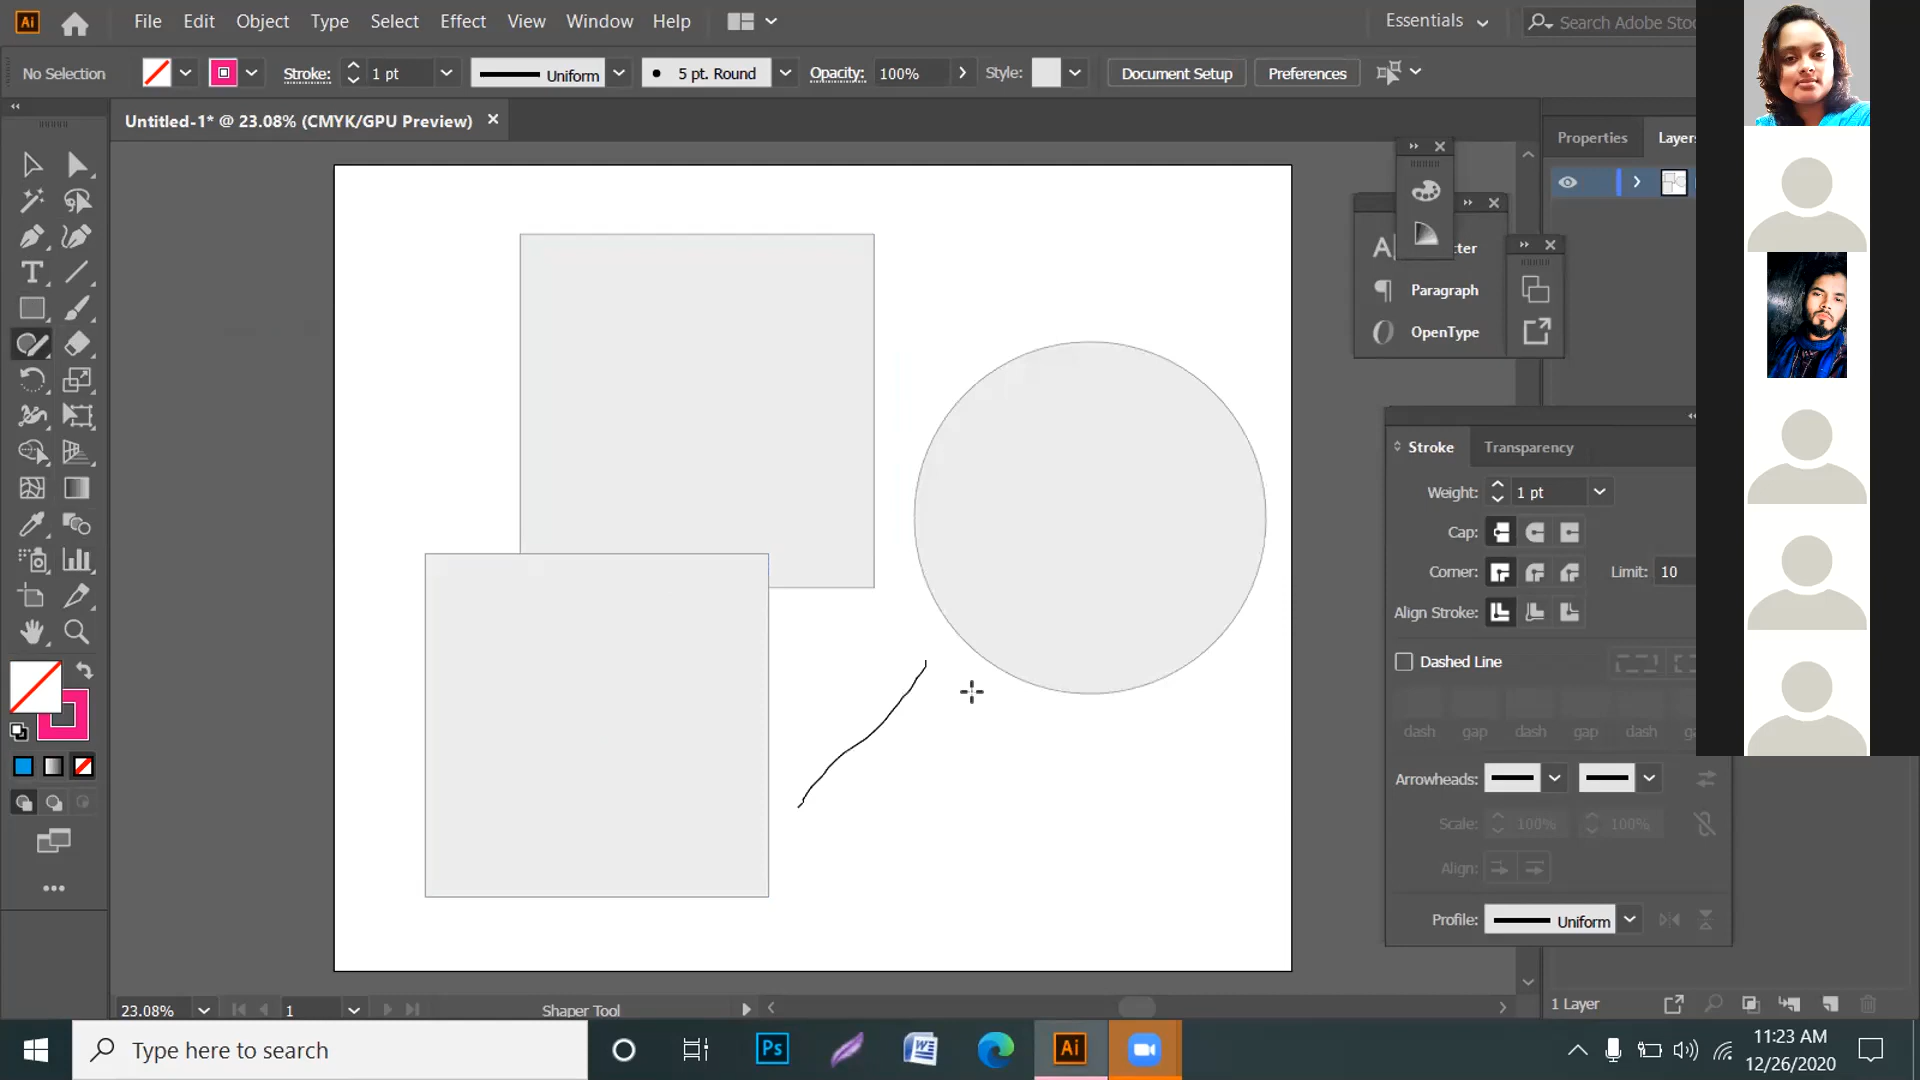 Ai File Edit Object Type Select Effect View Window Help Essentials Search Adobe Stoc
No Selection Stroke: 1 pt Uniform 5 pt. Round Opacity: 100% Style: Document Setup Preferences
Untitled-1* @ 23.08% (CMYK/GPU Preview)
Properties Layers
Paragraph
OpenType
Stroke Transparency
Weight: 1 pt
Cap:
Corner: Limit: 10
Align Stroke:
Dashed Line
dash gap dash gap dash
Arrowheads:
Scale: 100% 100%
Align:
Profile: Uniform
23.08% 1 Shaper Tool 1 Layer
Type here to search Ps Ai 11:23 AM
12/26/2020